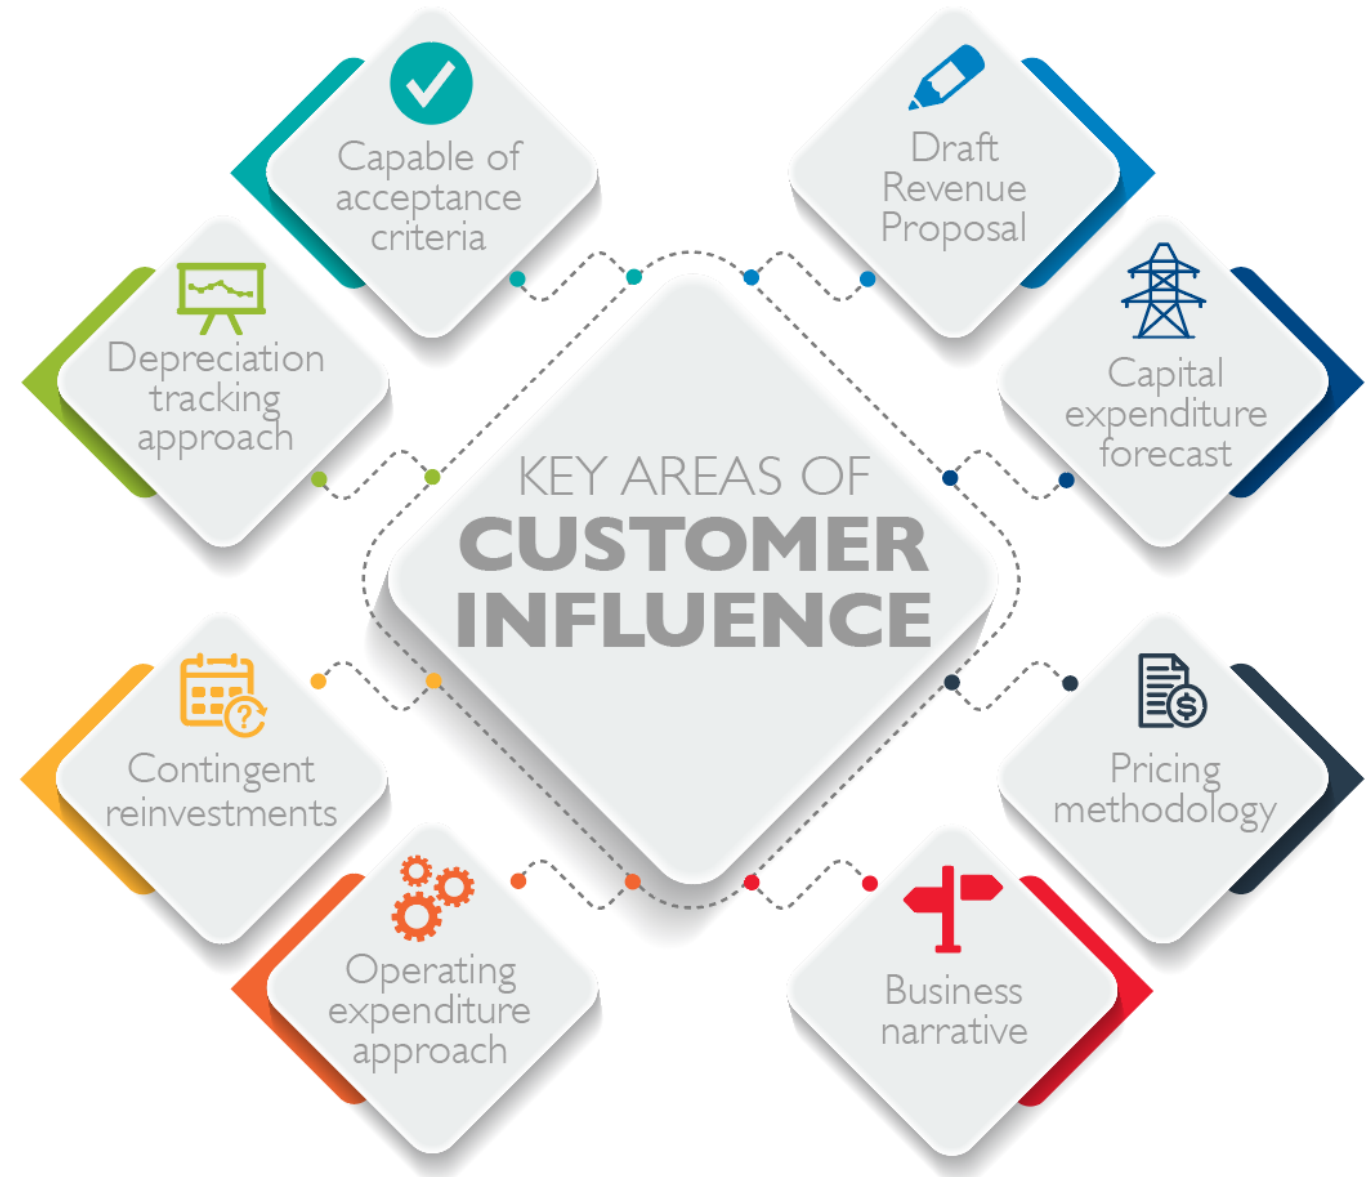 Capable of
acceptance
criteria
Draft
Revenue
Proposal
Depreciation
tracking
approach
Capital
expenditure
forecast
KEY AREAS OF
CUSTOMER
INFLUENCE
Contingent
reinvestments
?
Pricing
methodology
$
Operating
expenditure
approach
Business
narrative